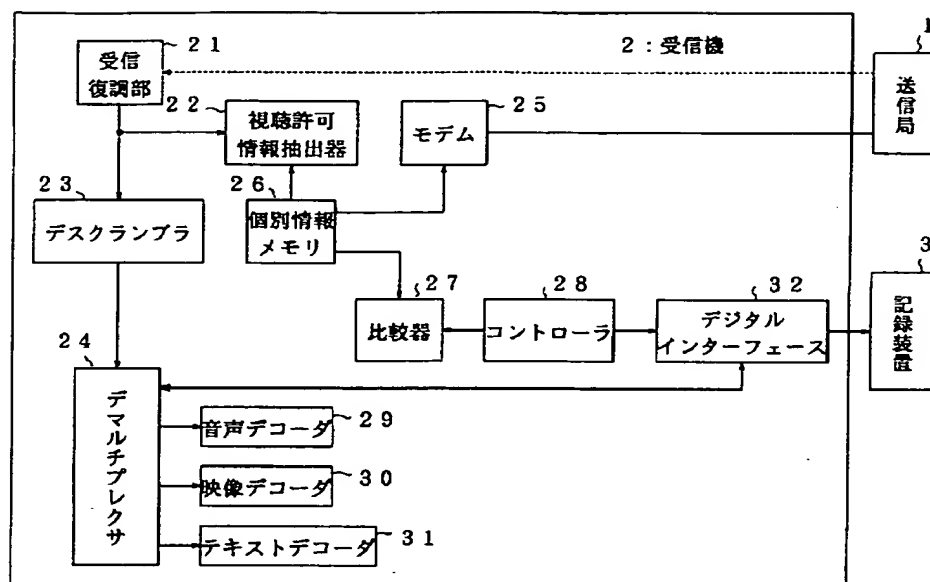 21
受信
復調部
2：受信機
1
送信局
22
視聴許可
情報抽出器
25
モデム
23
デスクランブラ
26
個別情報
メモリ
27
比較器
28
コントローラ
32
デジタル
インターフェース
3
記録装置
24
デマルチプレクサ
29
音声デコーダ
30
映像デコーダ
31
テキストデコーダ